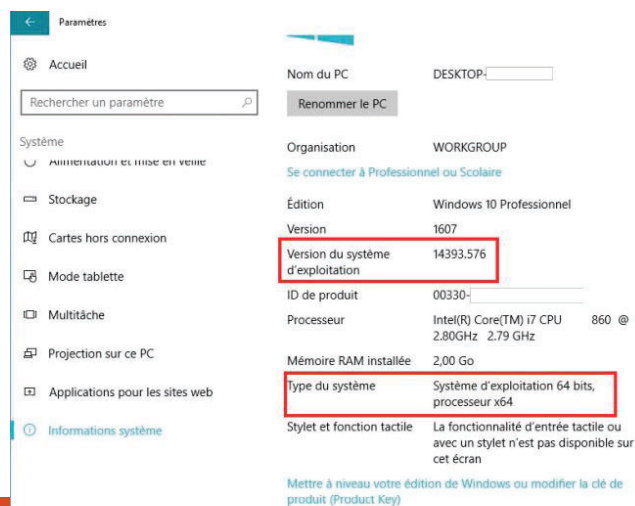 Paramètres
Accueil
Rechercher un paramètre
Système
Alimentation et mise en veille
Stockage
Cartes hors connexion
Mode tablette
Multitâche
Projection sur ce PC
Applications pour les sites web
Informations système
Nom du PC DESKTOP-
Renommer le PC
Organisation WORKGROUP
Se connecter à Professionnel ou Scolaire
Édition Windows 10 Professionnel
Version 1607
Version du système 14393.576
d'exploitation
ID de produit 00330-
Processeur Intel(R) Core(TM) i7 CPU 860 @
2.80GHz 2.79 GHz
Mémoire RAM installée 2,00 Go
Type du système Système d'exploitation 64 bits,
processeur x64
Stylet et fonction tactile La fonctionnalité d'entrée tactile ou
avec un stylet n'est pas disponible sur
cet écran
Mettre à niveau votre édition de Windows ou modifier la clé de
produit (Product Key)